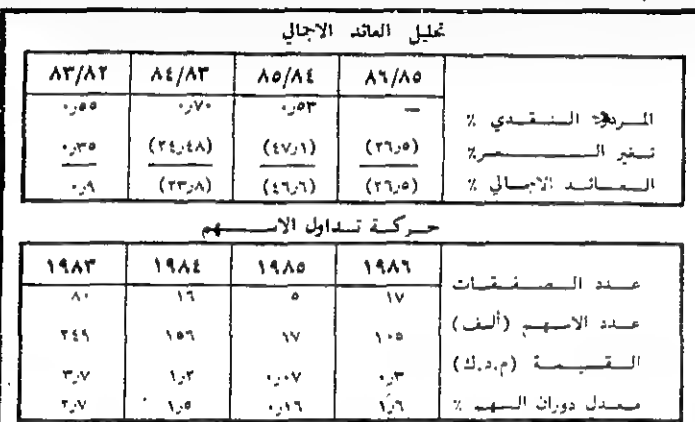 تحليل العائد الاجمالي
٨٦/٨٥ ٨٥/٨٤ ٨٤/٨٣ ٨٣/٨٢
المردود النقدي % — ٠,٥٣ ٠,٧٠ ٠,٥٥
تغير السعر % (٢٦,٥) (٤٧,١) (٢٤,٤٨) ٠,٣٥
العائد الاجمالي % (٢٦,٥) (٤٦,٦) (٢٣,٨) ٠,٩
حركة تداول الاسهم
١٩٨٦ ١٩٨٥ ١٩٨٤ ١٩٨٣
عدد الصفقات ١٧ ٥ ١٦ ٨٠
عدد الاسهم (ألف) ١٠٥ ١٧ ١٥٦ ٢٤٩
القيمة (م.د.ك) ٠,٣ ٠,٠٧ ١,٢ ٣,٧
معدل دوران السهم % ١,٦ ٠,١٦ ١,٥ ٢,٧